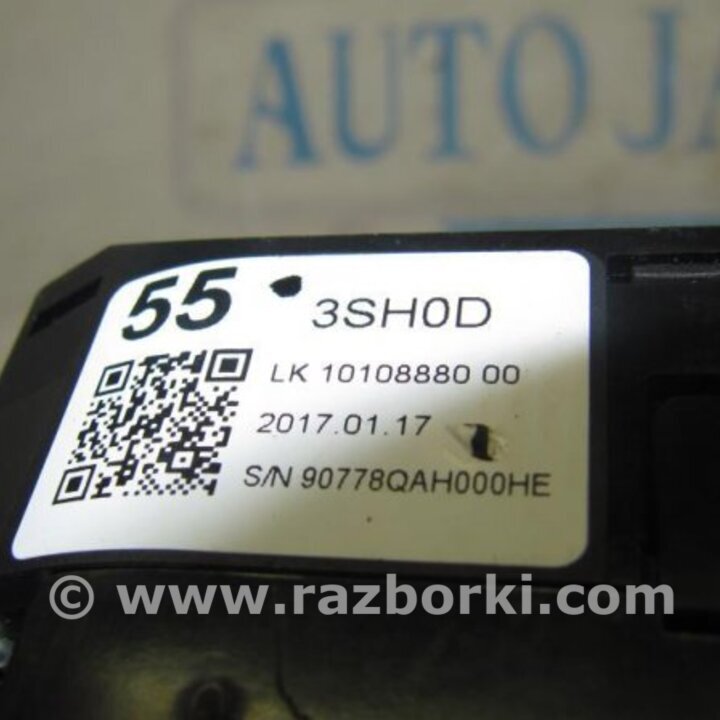 AUTO JA
55 3SH0D
LK 10108880 00
2017.01.17
S/N 90778QAH000HE
© www.razborki.com